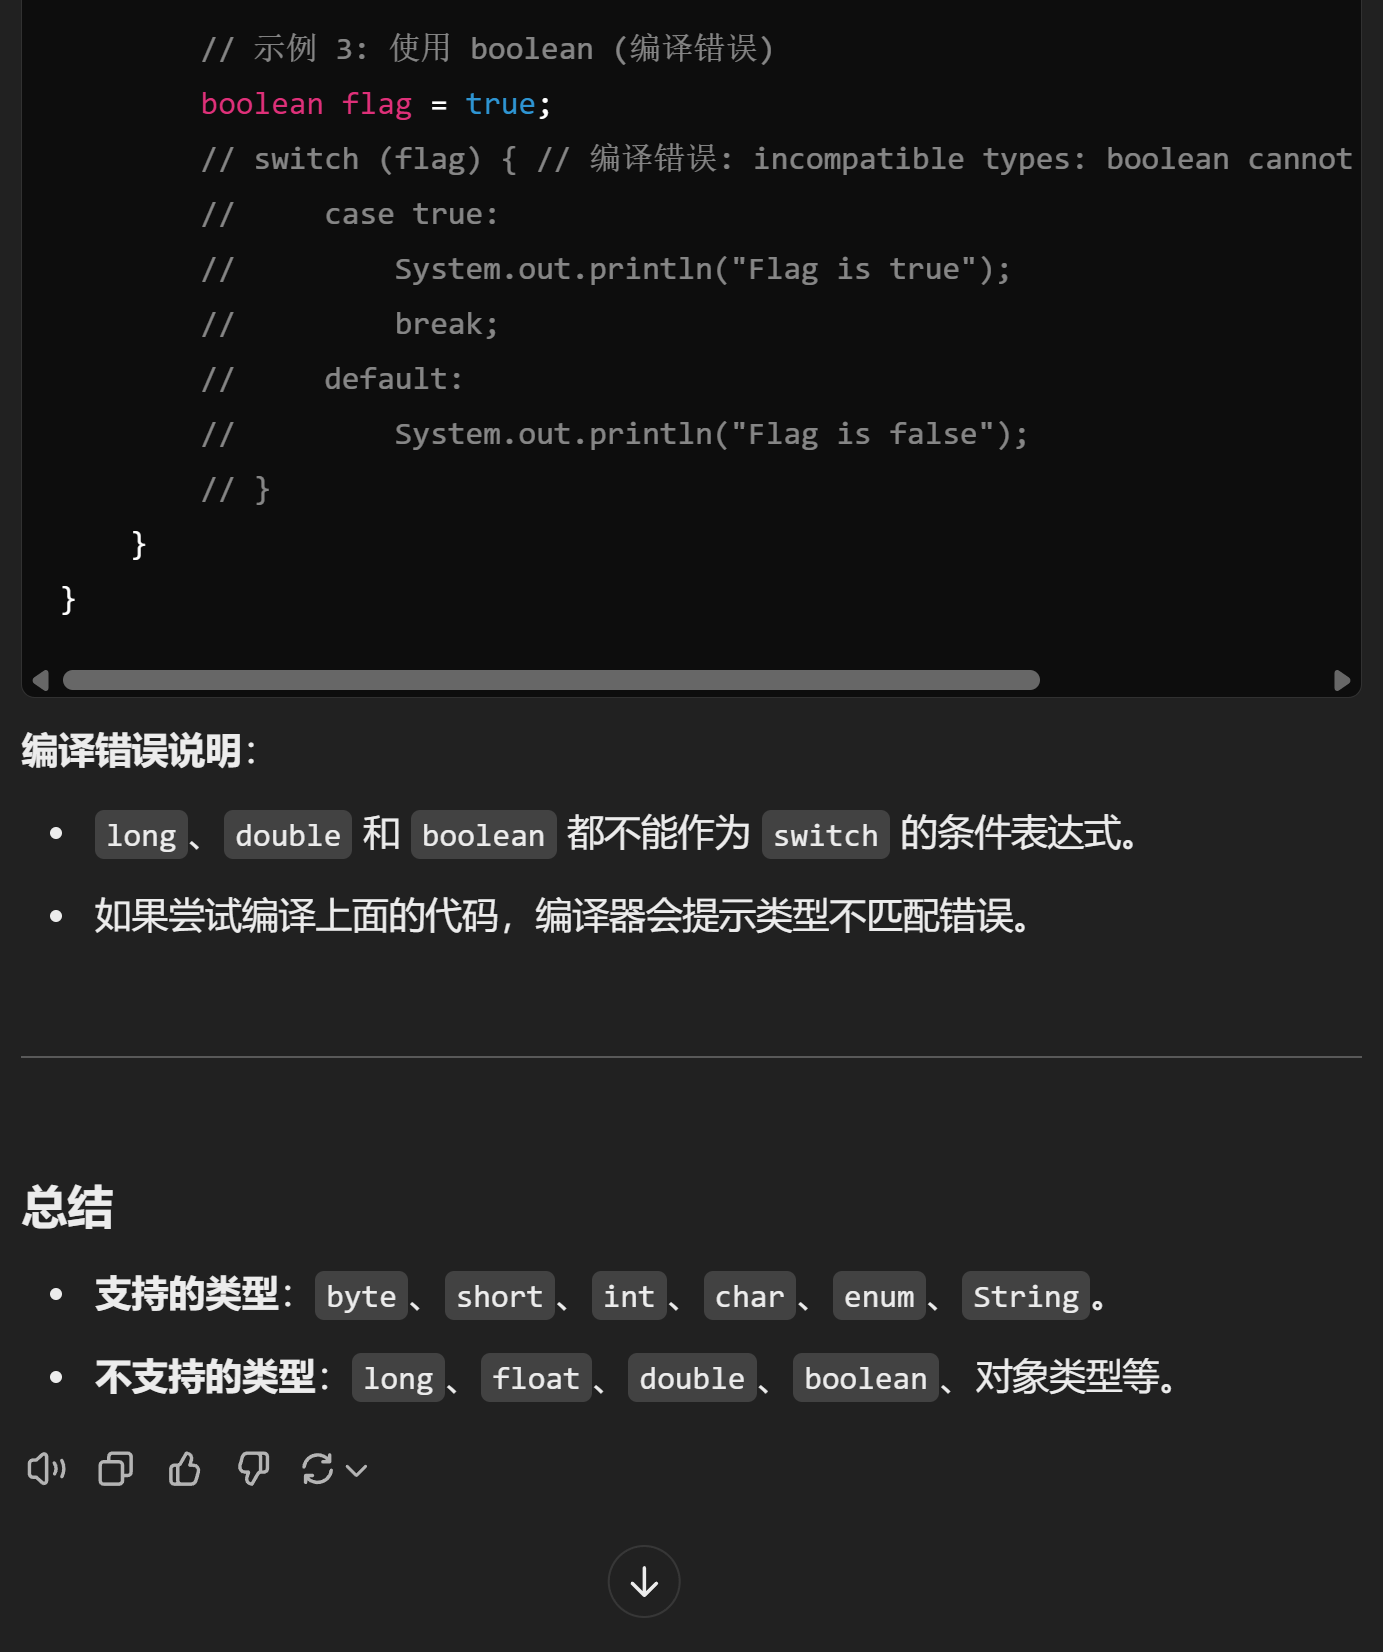 // 示例 3: 使用 boolean (编译错误)
boolean flag = true;
// switch (flag) { // 编译错误: incompatible types: boolean cannot
//     case true:
//         System.out.println("Flag is true");
//         break;
//     default:
//         System.out.println("Flag is false");
// }
}
}
编译错误说明：
• long、double 和 boolean 都不能作为 switch 的条件表达式。
• 如果尝试编译上面的代码，编译器会提示类型不匹配错误。
总结
• 支持的类型：byte、short、int、char、enum、String。
• 不支持的类型：long、float、double、boolean、对象类型等。